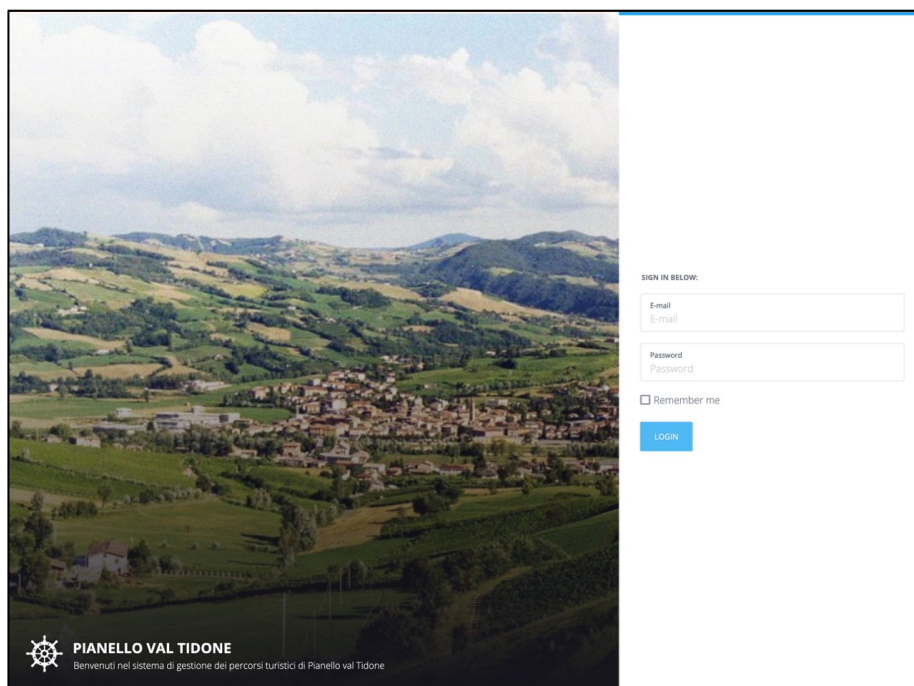 SIGN IN BELOW:
E-mail
E-mail
Password
Password
Remember me
LOGIN
PIANELLO VAL TIDONE
Benvenuti nel sistema di gestione dei percorsi turistici di Pianello val Tidone